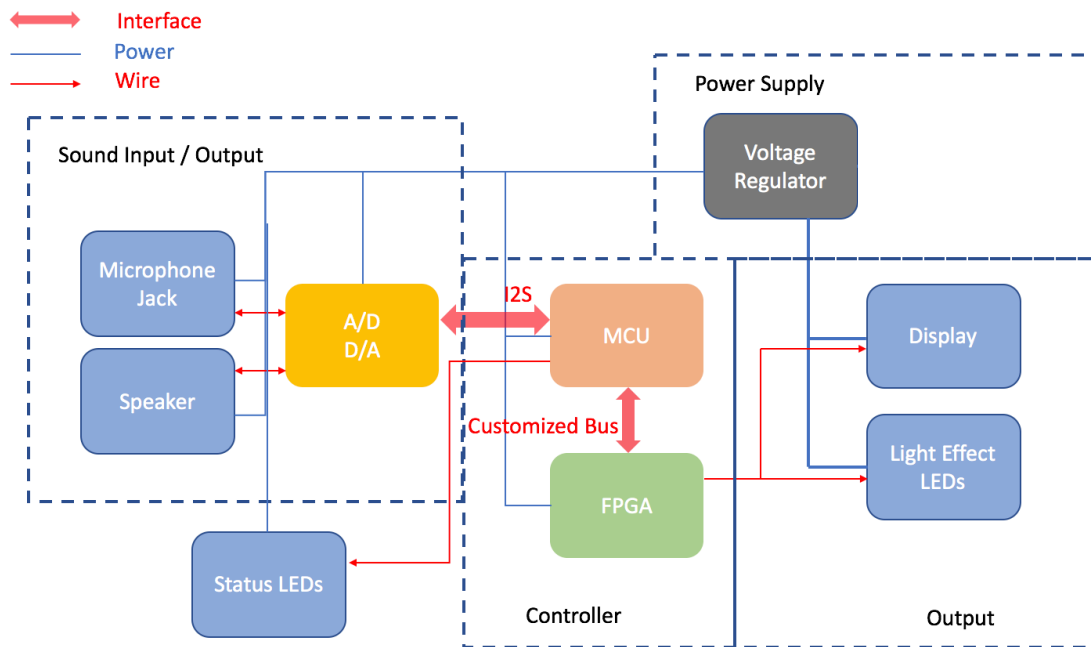 Interface
Power
Wire
Power Supply
Voltage
Regulator
Sound Input / Output
Microphone
Jack
A/D
D/A
I2S
MCU
Display
Speaker
Customized Bus
Light Effect
LEDs
FPGA
Status LEDs
Controller
Output